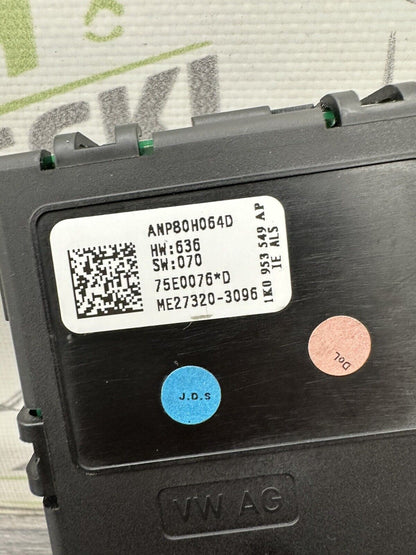 ANP80H064D
HW:636
SW:070
75E0076*D
ME27320-3096
1K0 953 549 AP
IE ALS
DoL
J.D.S
VW AG